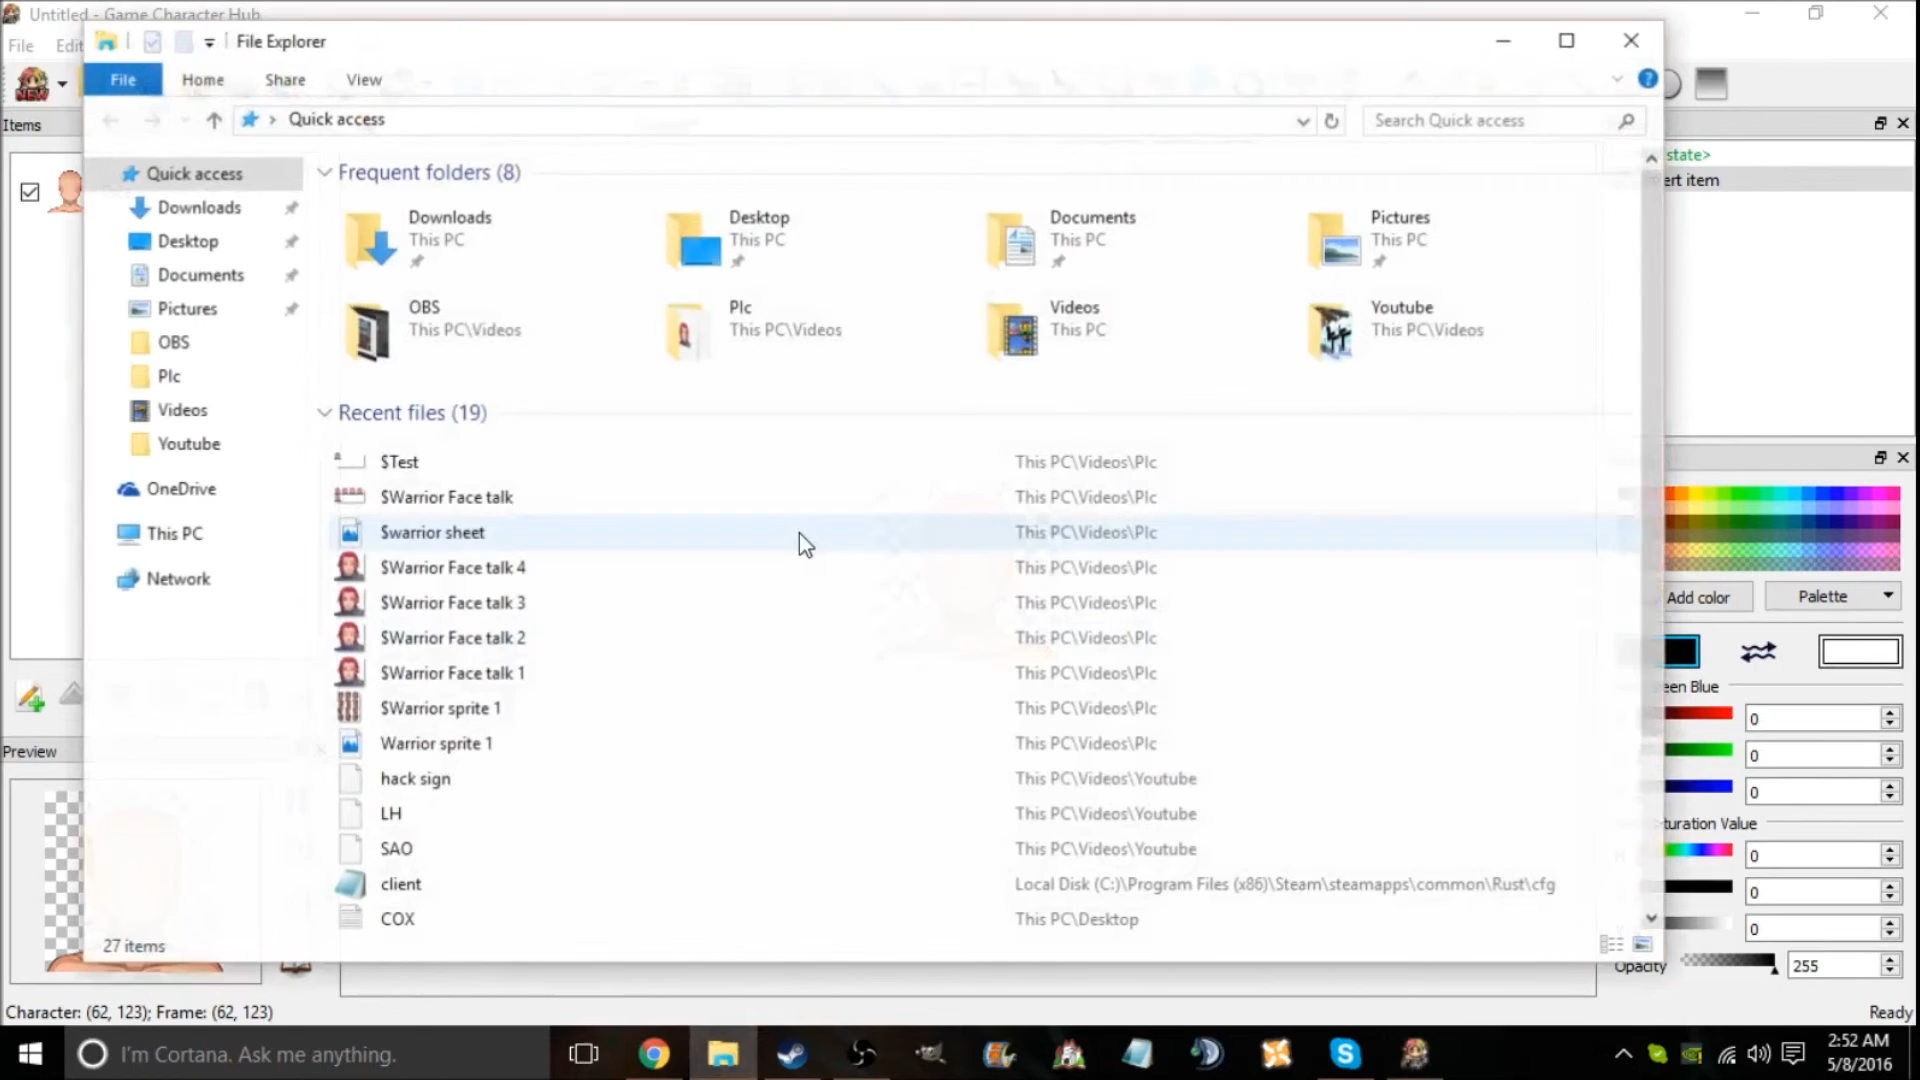 Untitled - Game Character Hub
File Explorer
File Edit
File Home Share View
NEW
Quick access
Search Quick access
Items
state>
ert item
Quick access
Downloads
Desktop
Documents
Pictures
OBS
Plc
Videos
Youtube
OneDrive
This PC
Network
Frequent folders (8)
Downloads
This PC
Desktop
This PC
Documents
This PC
Pictures
This PC
OBS
This PC\Videos
Plc
This PC\Videos
Videos
This PC
Youtube
This PC\Videos
Recent files (19)
$Test This PC\Videos\Plc
$Warrior Face talk This PC\Videos\Plc
$warrior sheet This PC\Videos\Plc
$Warrior Face talk 4 This PC\Videos\Plc
$Warrior Face talk 3 This PC\Videos\Plc
$Warrior Face talk 2 This PC\Videos\Plc
$Warrior Face talk 1 This PC\Videos\Plc
$Warrior sprite 1 This PC\Videos\Plc
Warrior sprite 1 This PC\Videos\Plc
hack sign This PC\Videos\Youtube
LH This PC\Videos\Youtube
SAO This PC\Videos\Youtube
client Local Disk (C:)\Program Files (x86)\Steam\steamapps\common\Rust\cfg
COX This PC\Desktop
27 items
Add color Palette
een Blue
0
0
0
turation Value
0
0
0
Opacity 255
Preview
Character: (62, 123); Frame: (62, 123)
Ready
I'm Cortana. Ask me anything.
2:52 AM
5/8/2016